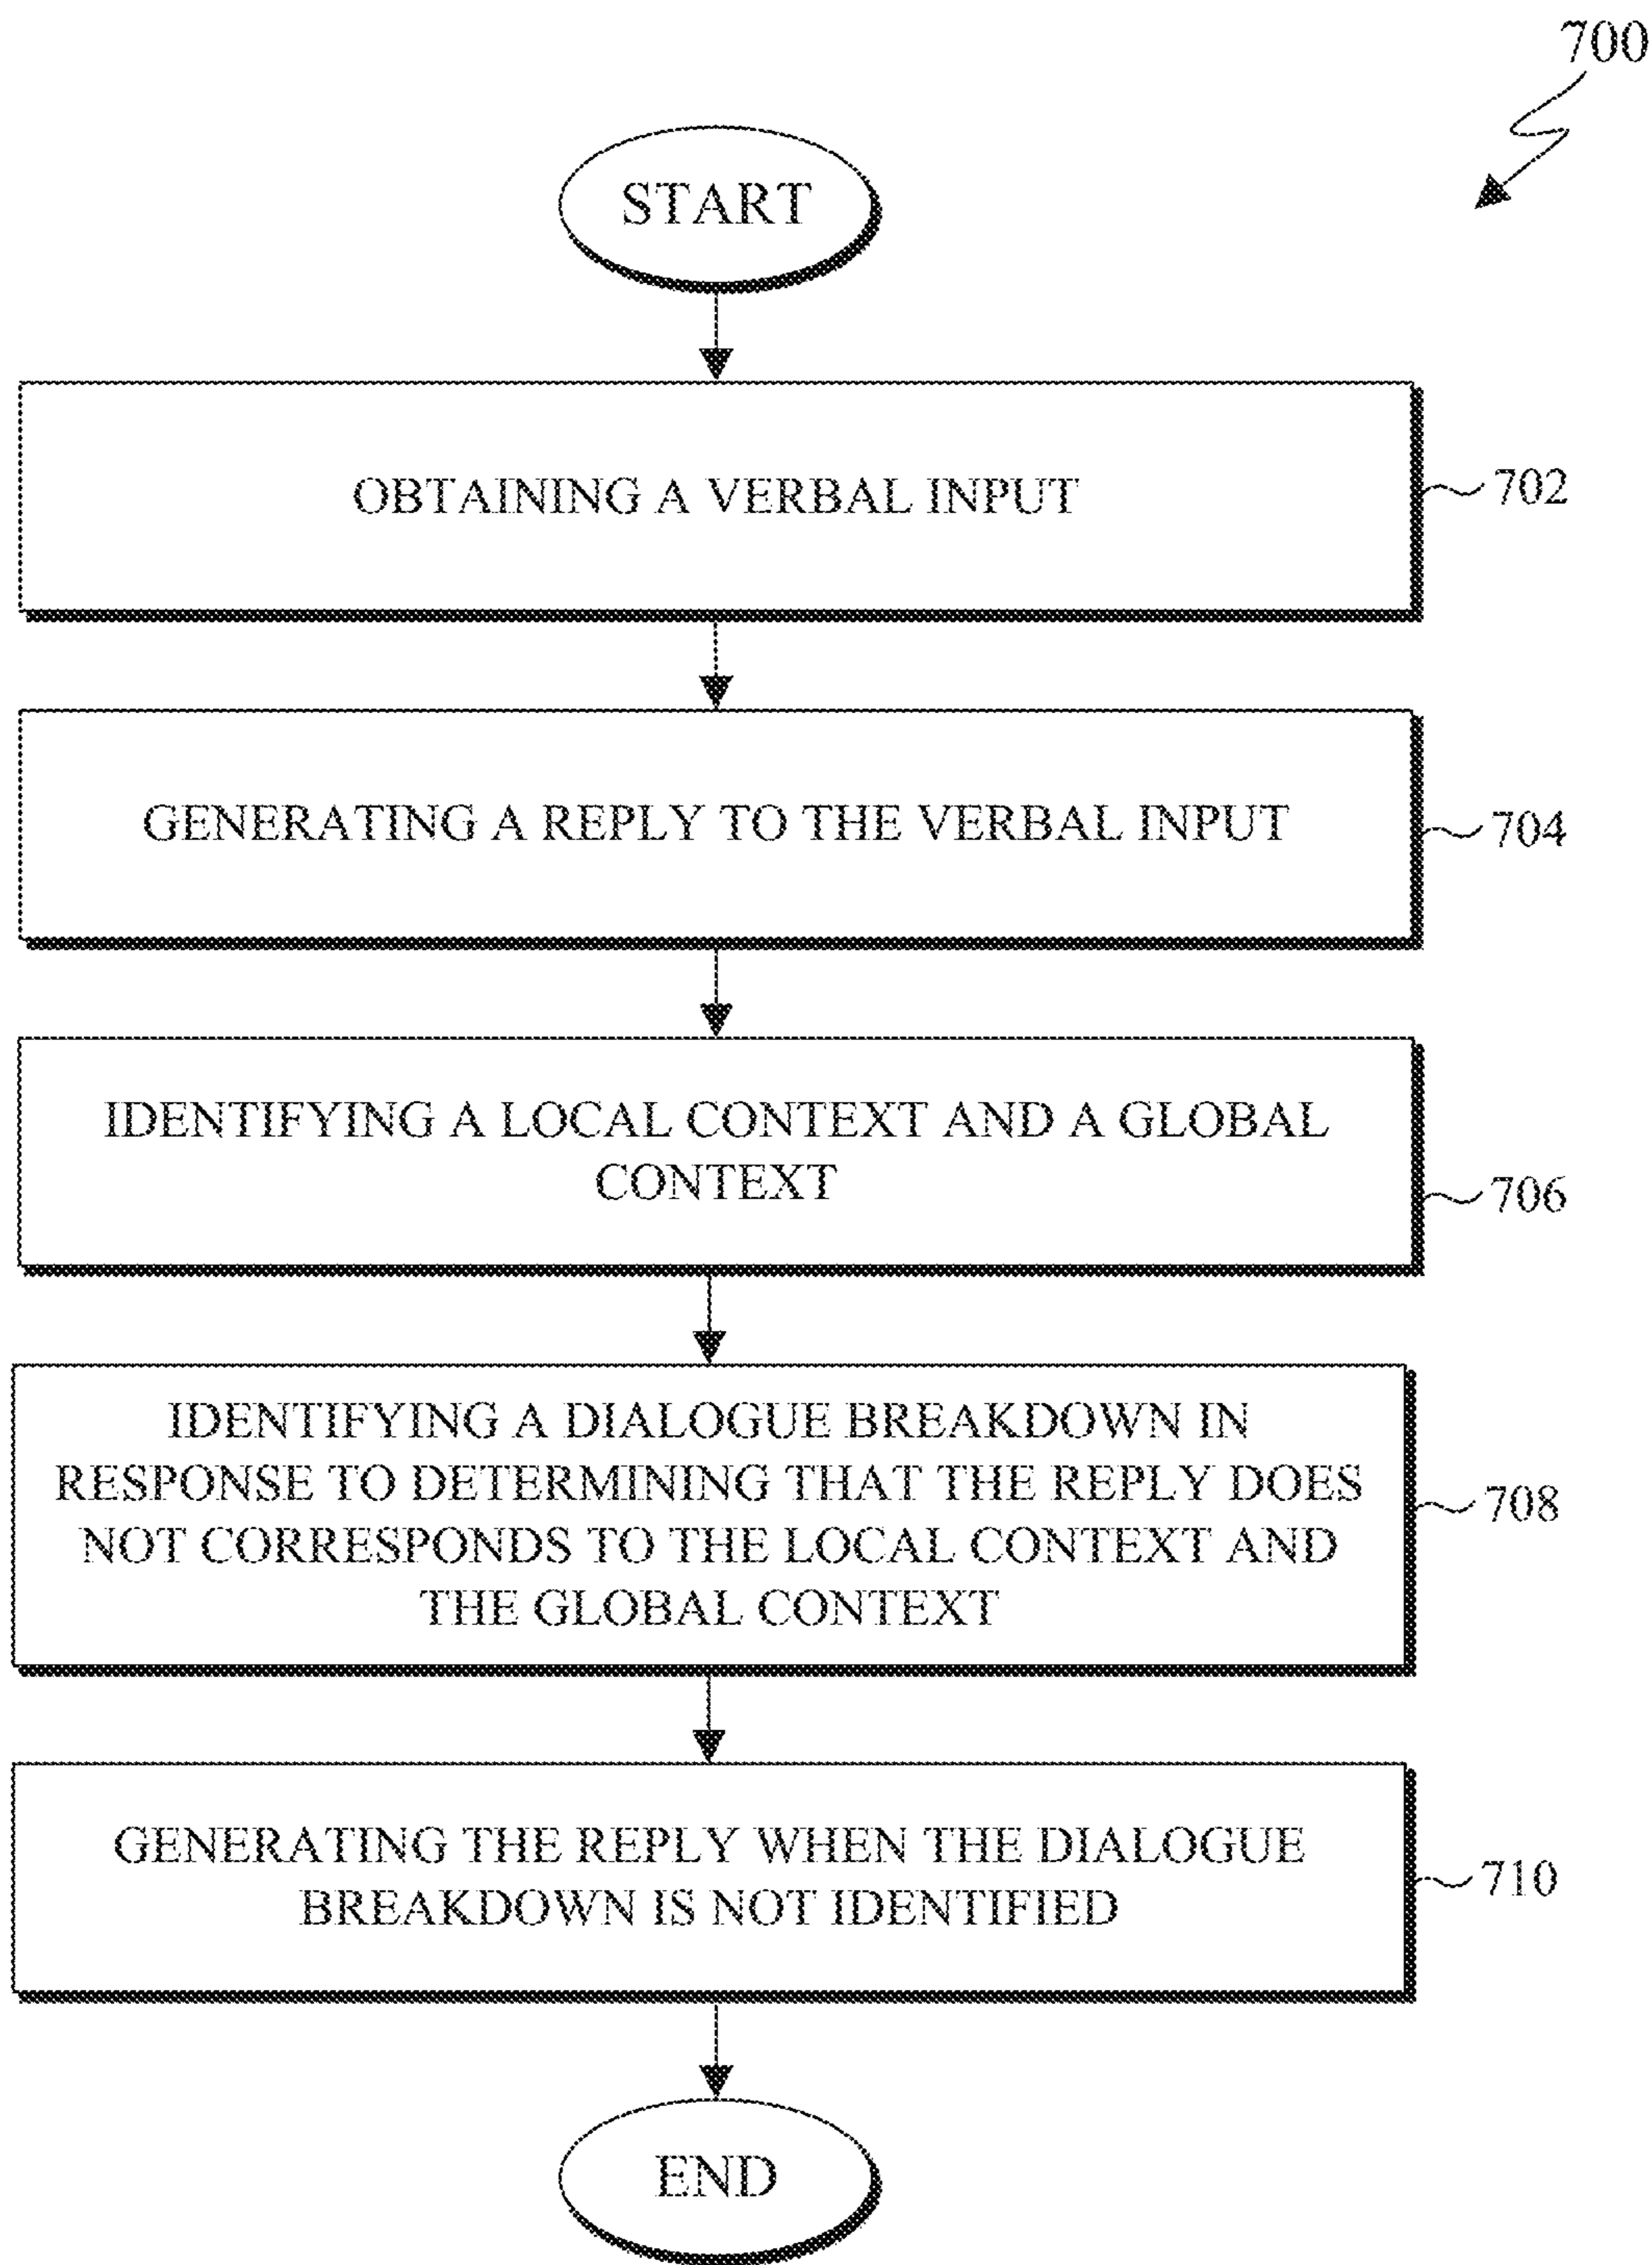 700
START
OBTAINING A VERBAL INPUT
702
GENERATING A REPLY TO THE VERBAL INPUT
704
IDENTIFYING A LOCAL CONTEXT AND A GLOBAL
CONTEXT
706
IDENTIFYING A DIALOGUE BREAKDOWN IN
RESPONSE TO DETERMINING THAT THE REPLY DOES
NOT CORRESPONDS TO THE LOCAL CONTEXT AND
THE GLOBAL CONTEXT
708
GENERATING THE REPLY WHEN THE DIALOGUE
BREAKDOWN IS NOT IDENTIFIED
710
END